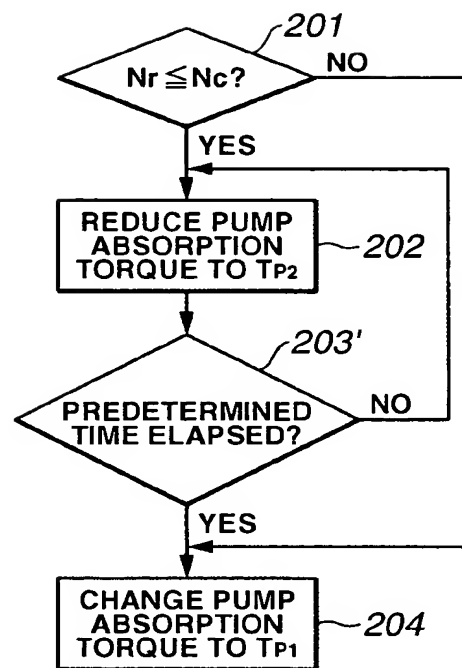 201
Nr ≦ Nc?
NO
YES
REDUCE PUMP
ABSORPTION
TORQUE TO TP2
202
203'
PREDETERMINED
TIME ELAPSED?
NO
YES
CHANGE PUMP
ABSORPTION
TORQUE TO TP1
204